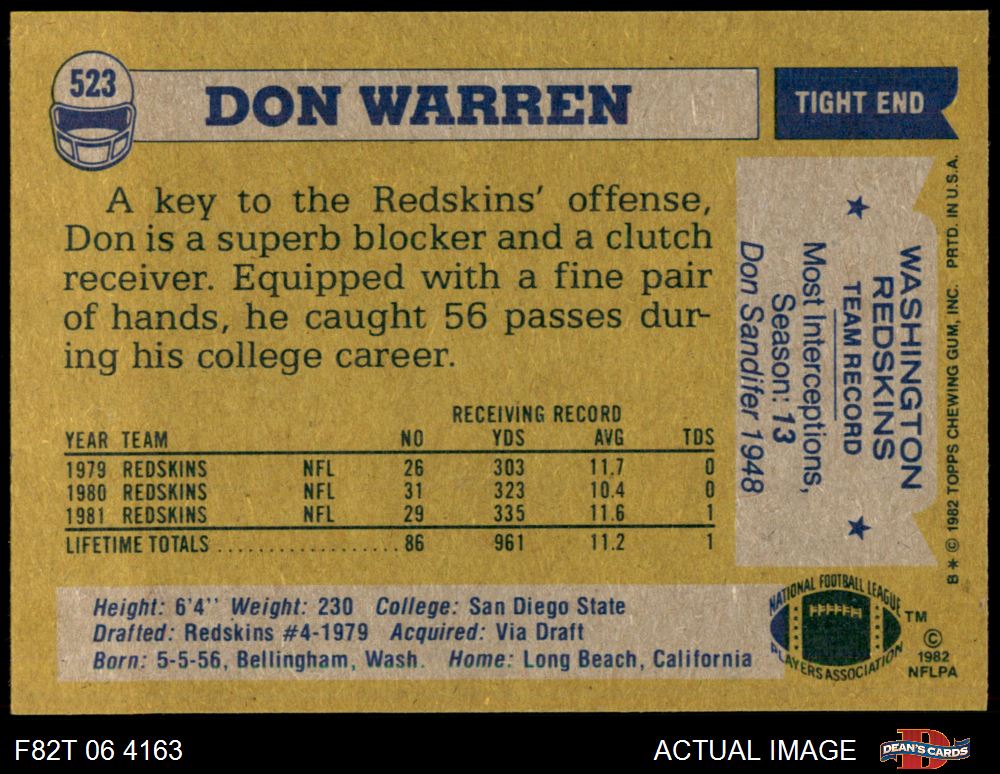 523
DON WARREN
TIGHT END
A key to the Redskins' offense,
Don is a superb blocker and a clutch
receiver. Equipped with a fine pair
of hands, he caught 56 passes dur-
ing his college career.
RECEIVING RECORD
YEAR TEAM NO YDS AVG TDS
1979 REDSKINS NFL 26 303 11.7 0
1980 REDSKINS NFL 31 323 10.4 0
1981 REDSKINS NFL 29 335 11.6 1
LIFETIME TOTALS .................. 86 961 11.2 1
Height: 6'4'' Weight: 230 College: San Diego State
Drafted: Redskins #4-1979 Acquired: Via Draft
Born: 5-5-56, Bellingham, Wash. Home: Long Beach, California
WASHINGTON
REDSKINS
TEAM RECORD
Most Interceptions,
Season: 13
Don Sandifer 1948
B* © 1982 TOPPS CHEWING GUM, INC. PRTD. IN U.S.A.
NATIONAL FOOTBALL LEAGUE
PLAYERS ASSOCIATION
TM
©
1982
NFLPA
F82T 06 4163
ACTUAL IMAGE
DEAN'S CARDS